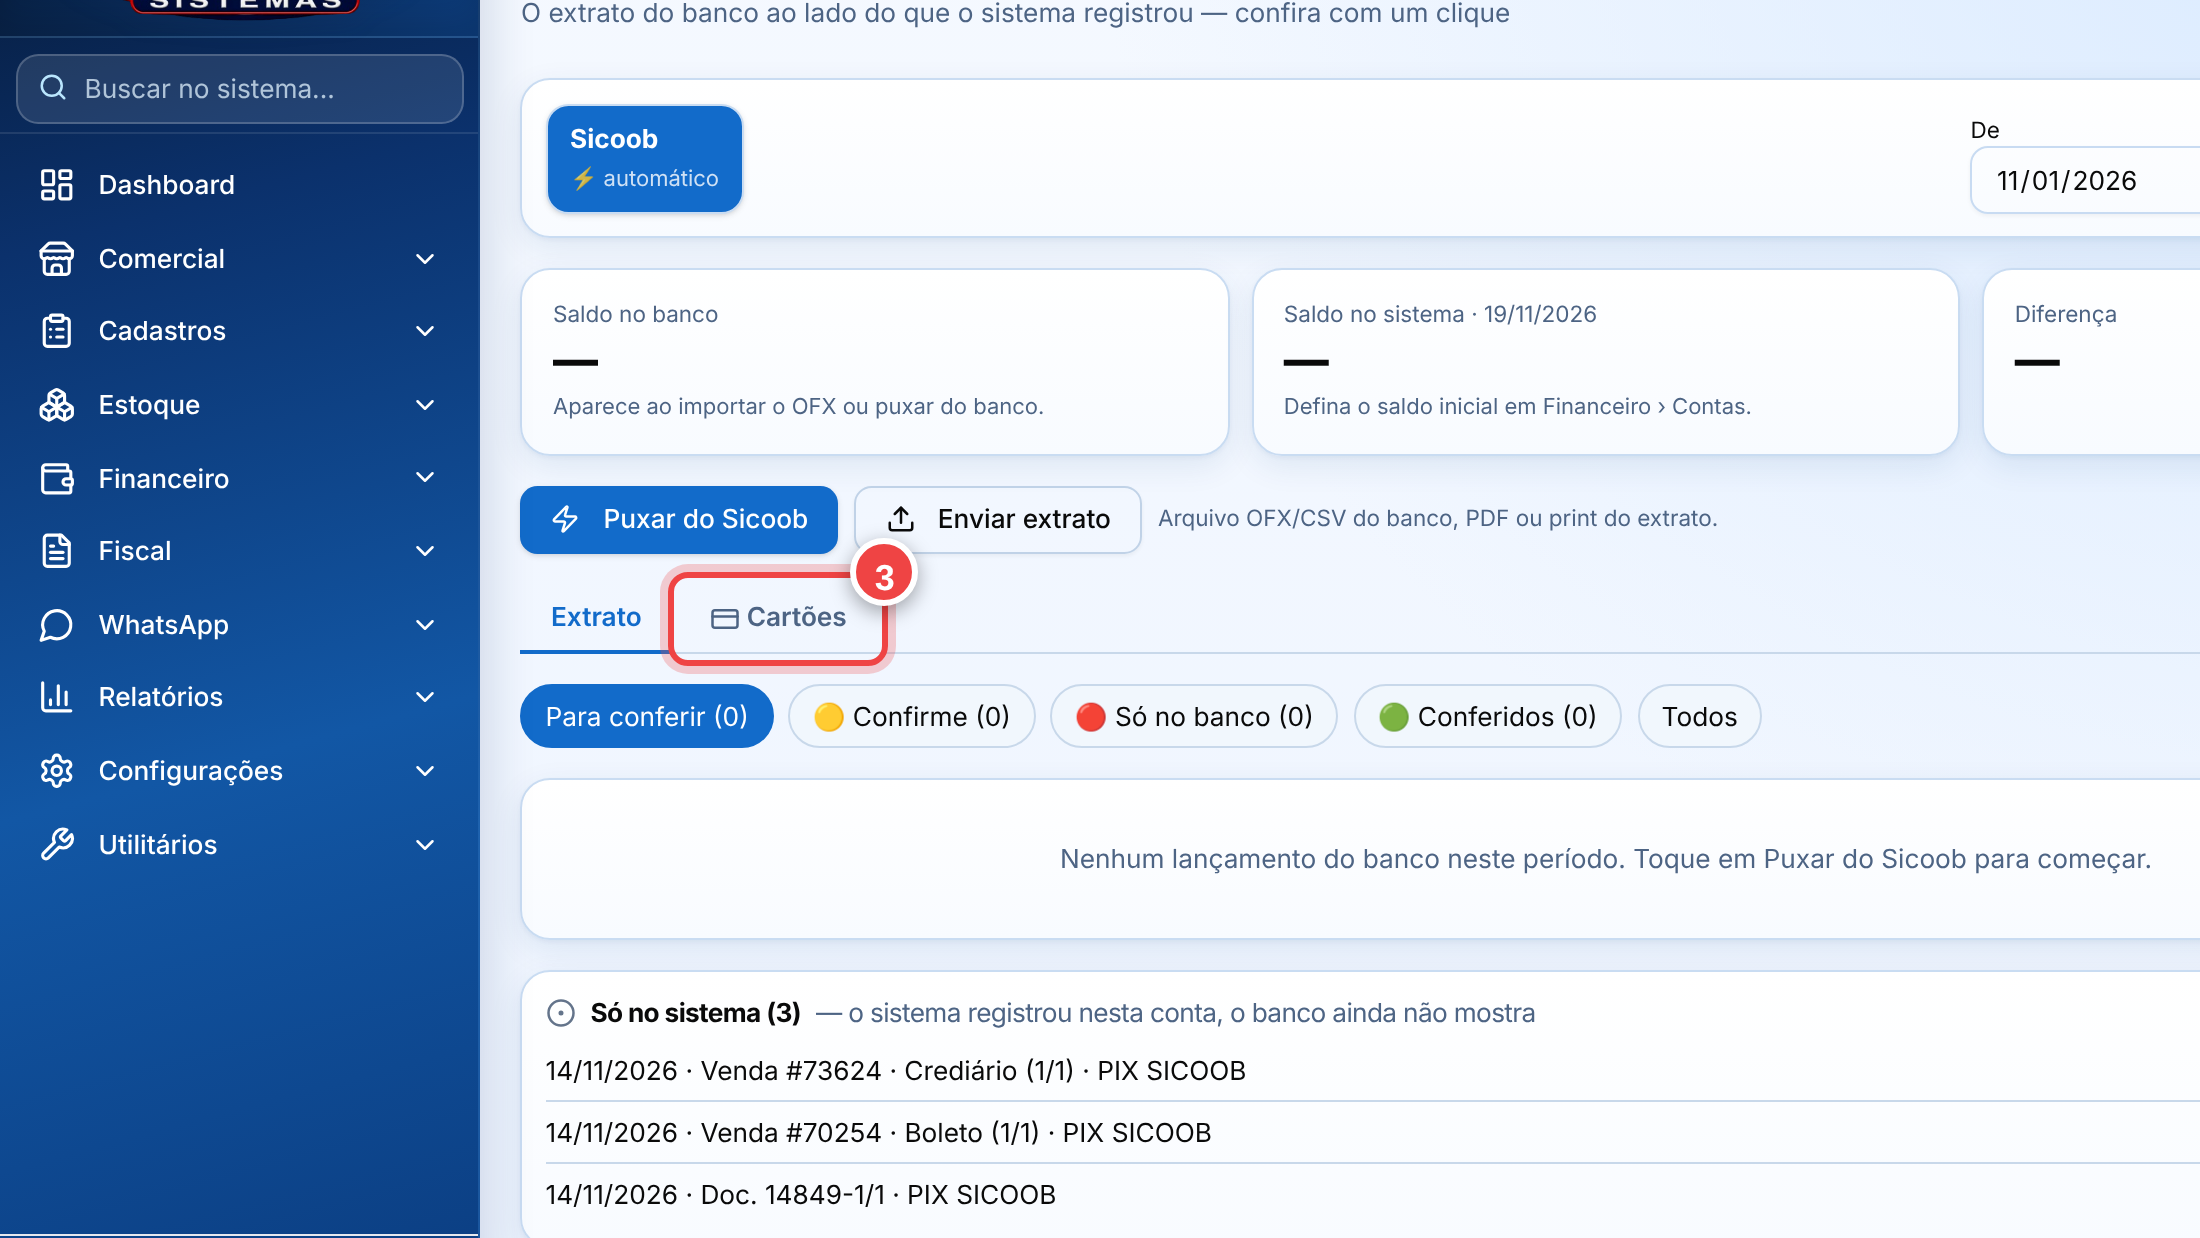 SISTEMAS
O extrato do banco ao lado do que o sistema registrou — confira com um clique
Buscar no sistema...
Dashboard
Comercial
Cadastros
Estoque
Financeiro
Fiscal
WhatsApp
Relatórios
Configurações
Utilitários
Sicoob
⚡ automático
De
11/01/2026
Saldo no banco
—
Aparece ao importar o OFX ou puxar do banco.
Saldo no sistema · 19/11/2026
—
Defina o saldo inicial em Financeiro › Contas.
Diferença
—
Puxar do Sicoob
Enviar extrato
Arquivo OFX/CSV do banco, PDF ou print do extrato.
3
Extrato
Cartões
Para conferir (0)
🟡 Confirme (0)
🔴 Só no banco (0)
🟢 Conferidos (0)
Todos
Nenhum lançamento do banco neste período. Toque em Puxar do Sicoob para começar.
Só no sistema (3) — o sistema registrou nesta conta, o banco ainda não mostra
14/11/2026 · Venda #73624 · Crediário (1/1) · PIX SICOOB
14/11/2026 · Venda #70254 · Boleto (1/1) · PIX SICOOB
14/11/2026 · Doc. 14849-1/1 · PIX SICOOB